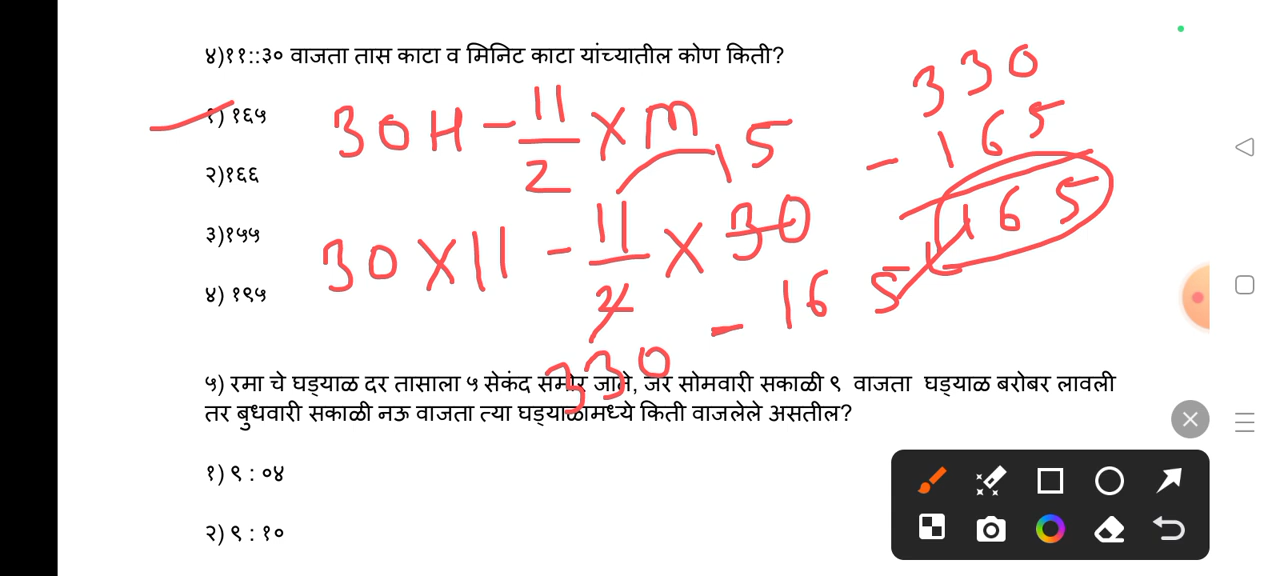 ४)११::३० वाजता तास काटा व मिनिट काटा यांच्यातील कोण किती?
१) १६५
30H - 11/2 × m
330
- 165
165
२)१६६
15
३)१५५
30 × 11 - 11/2 × 30
४) १९५
330 - 165
५) रमा चे घड्याळ दर तासाला ५ सेकंद समोर जाते, जर सोमवारी सकाळी ९ वाजता घड्याळ बरोबर लावली
तर बुधवारी सकाळी नऊ वाजता त्या घड्याळामध्ये किती वाजलेले असतील?
१) ९ : ०४
२) ९ : १०